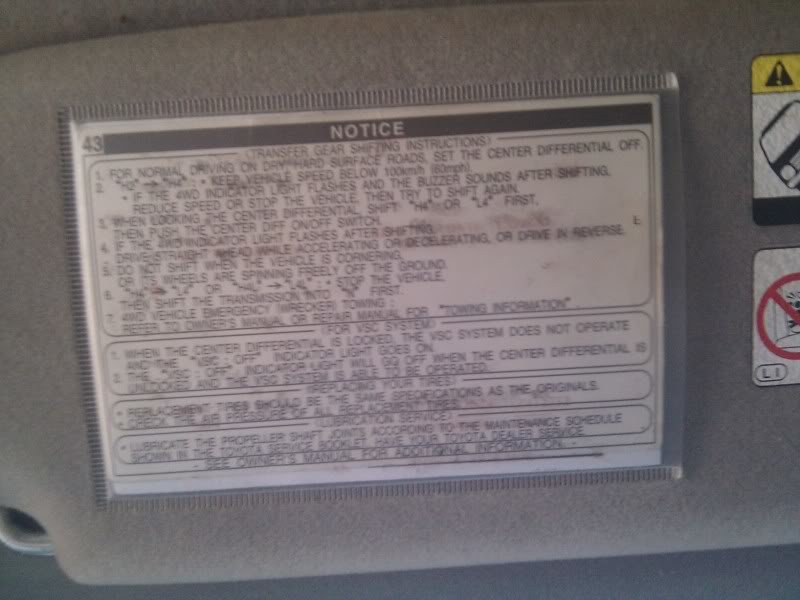 43
NOTICE
(TRANSFER GEAR SHIFTING INSTRUCTIONS)
1. FOR NORMAL DRIVING ON DRY HARD SURFACE ROADS, SET THE CENTER DIFFERENTIAL OFF.
2. "H2" → "H4" : KEEP VEHICLE SPEED BELOW 100km/h (60mph).
• IF THE 4WD INDICATOR LIGHT FLASHES AND THE BUZZER SOUNDS AFTER SHIFTING,
REDUCE SPEED OR STOP THE VEHICLE, THEN TRY TO SHIFT AGAIN.
3. WHEN LOCKING THE CENTER DIFFERENTIAL, SHIFT "H4" OR "L4" FIRST,
THEN PUSH THE CENTER DIFF ON/OFF SWITCH.
4. IF THE 4WD INDICATOR LIGHT FLASHES AFTER SHIFTING,
DRIVE STRAIGHT AHEAD WHILE ACCELERATING OR DECELERATING, OR DRIVE IN REVERSE.
5. DO NOT SHIFT WHEN THE VEHICLE IS CORNERING,
OR ITS WHEELS ARE SPINNING FREELY OFF THE GROUND.
6. "H4" → "L4" OR → : STOP THE VEHICLE,
THEN SHIFT THE TRANSMISSION INTO FIRST.
7. 4WD VEHICLE EMERGENCY (WRECKED) TOWING :
REFER TO OWNER'S MANUAL OR REPAIR MANUAL FOR "TOWING INFORMATION"
(FOR VSC SYSTEM)
1. WHEN THE CENTER DIFFERENTIAL IS LOCKED, THE VSC SYSTEM DOES NOT OPERATE
AND THE "VSC OFF" INDICATOR LIGHT GOES ON.
2. THE "VSC OFF" INDICATOR LIGHT WILL GO OFF WHEN THE CENTER DIFFERENTIAL IS
UNLOCKED AND THE VSC SYSTEM IS ABLE TO BE OPERATED.
(REPLACING YOUR TIRES)
• REPLACEMENT TIRES SHOULD BE THE SAME SPECIFICATIONS AS THE ORIGINALS.
CHECK THE AIR PRESSURE OF ALL REPLACEMENT TIRES.
(LUBRICATION SERVICE)
• LUBRICATE THE PROPELLER SHAFT JOINTS ACCORDING TO THE MAINTENANCE SCHEDULE
SHOWN IN THE TOYOTA SERVICE BOOKLET. HAVE YOUR TOYOTA DEALER SERVICE.
- SEE OWNER'S MANUAL FOR ADDITIONAL INFORMATION. -